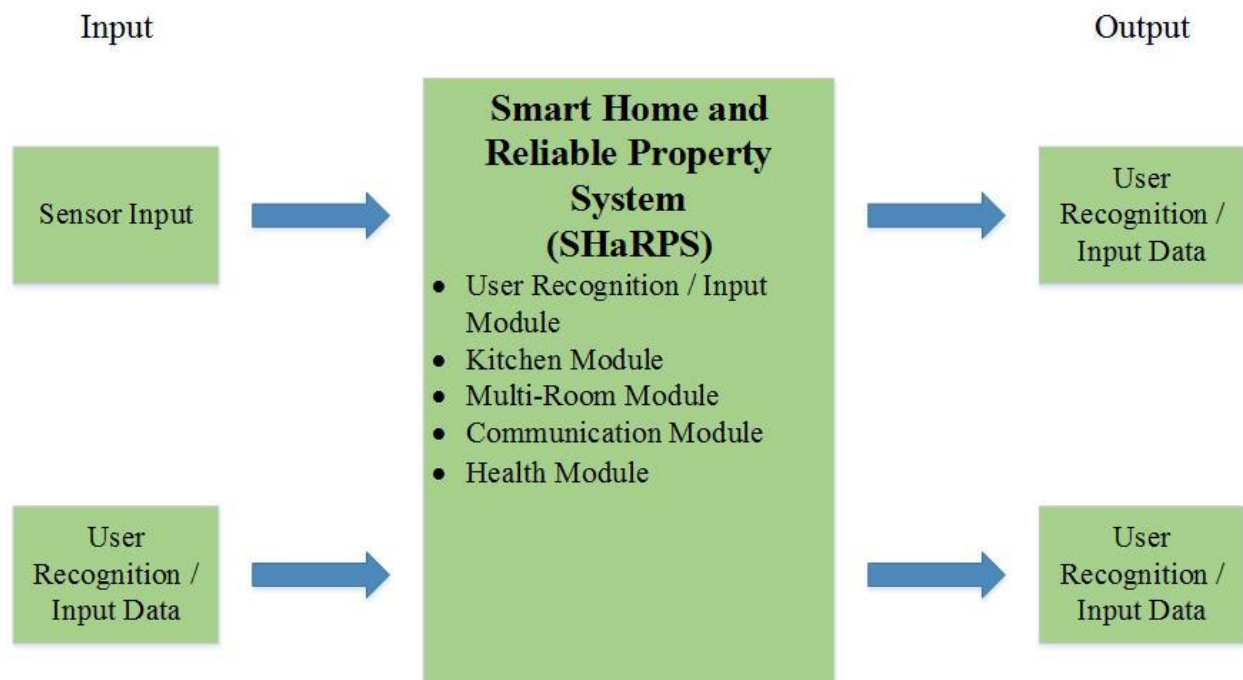 Input
Output
Sensor Input
User
Recognition /
Input Data
Smart Home and
Reliable Property
System
(SHaRPS)
• User Recognition / Input
Module
• Kitchen Module
• Multi-Room Module
• Communication Module
• Health Module
User
Recognition /
Input Data
User
Recognition /
Input Data